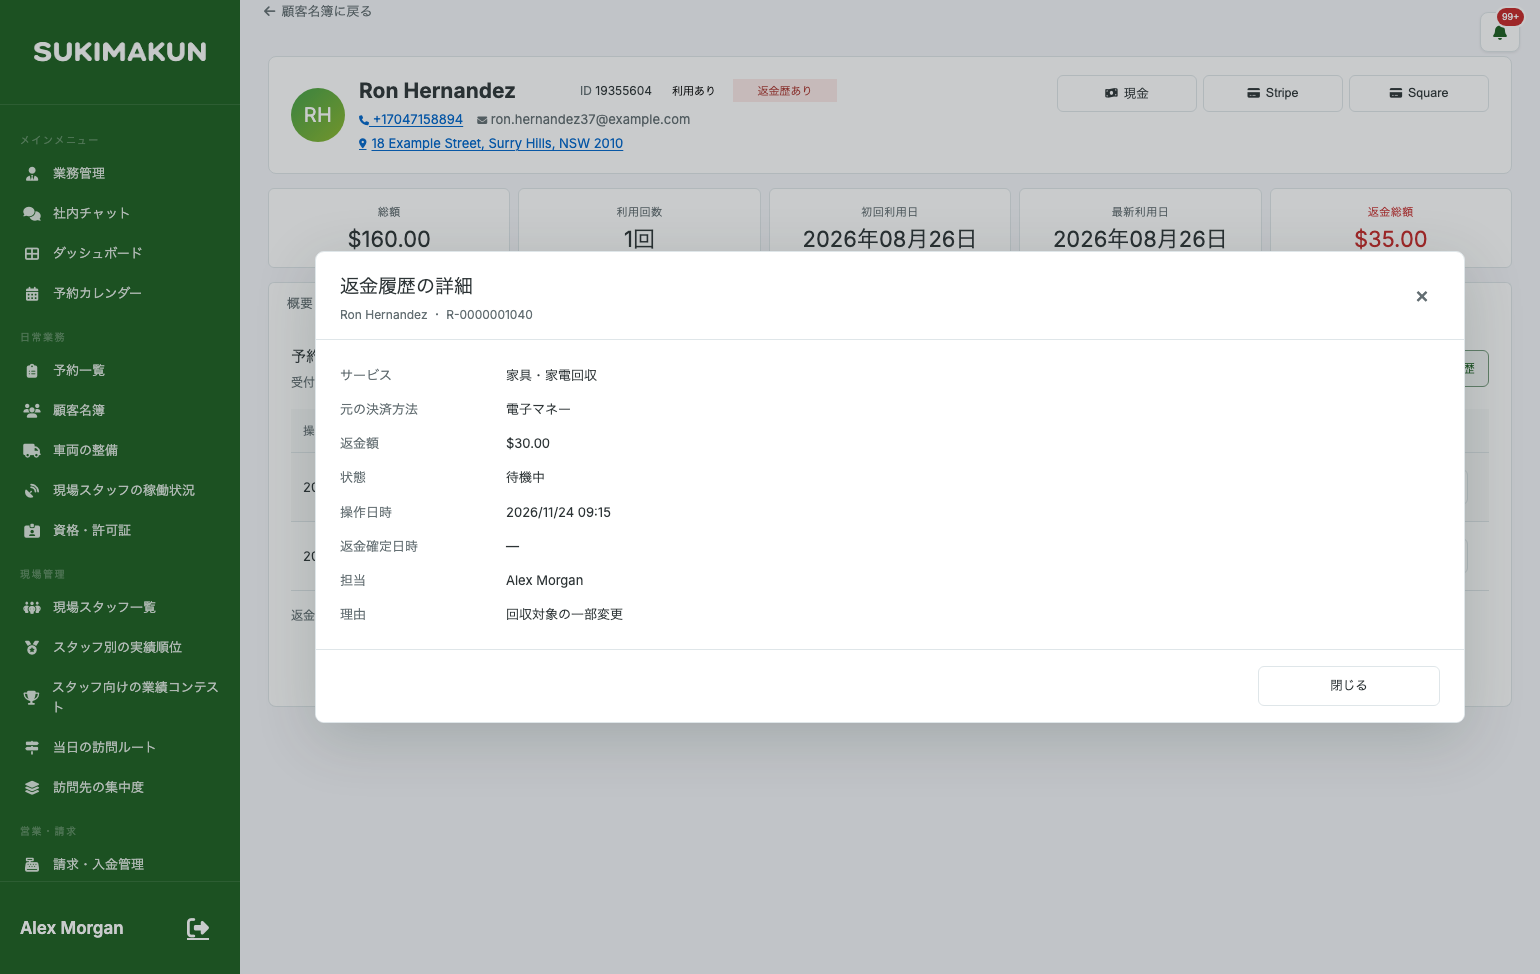 SUKIMAKUN
メインメニュー
業務管理
社内チャット
ダッシュボード
予約カレンダー
日常業務
予約一覧
顧客名簿
車両の整備
現場スタッフの稼働状況
資格・許可証
現場管理
現場スタッフ一覧
スタッフ別の実績順位
スタッフ向けの業績コンテス
ト
当日の訪問ルート
訪問先の集中度
営業・請求
請求・入金管理
Alex Morgan
顧客名簿に戻る
99+
RH
Ron Hernandez
ID 19355604 利用あり 返金歴あり
+17047158894 ron.hernandez37@example.com
18 Example Street, Surry Hills, NSW 2010
現金 Stripe Square
総額 利用回数 初回利用日 最新利用日 返金総額
$160.00 1回 2026年08月26日 2026年08月26日 $35.00
概要
予約
受付
歴
操
20
20
返金
返金履歴の詳細
Ron Hernandez ・ R-0000001040
サービス 家具・家電回収
元の決済方法 電子マネー
返金額 $30.00
状態 待機中
操作日時 2026/11/24 09:15
返金確定日時 —
担当 Alex Morgan
理由 回収対象の一部変更
閉じる